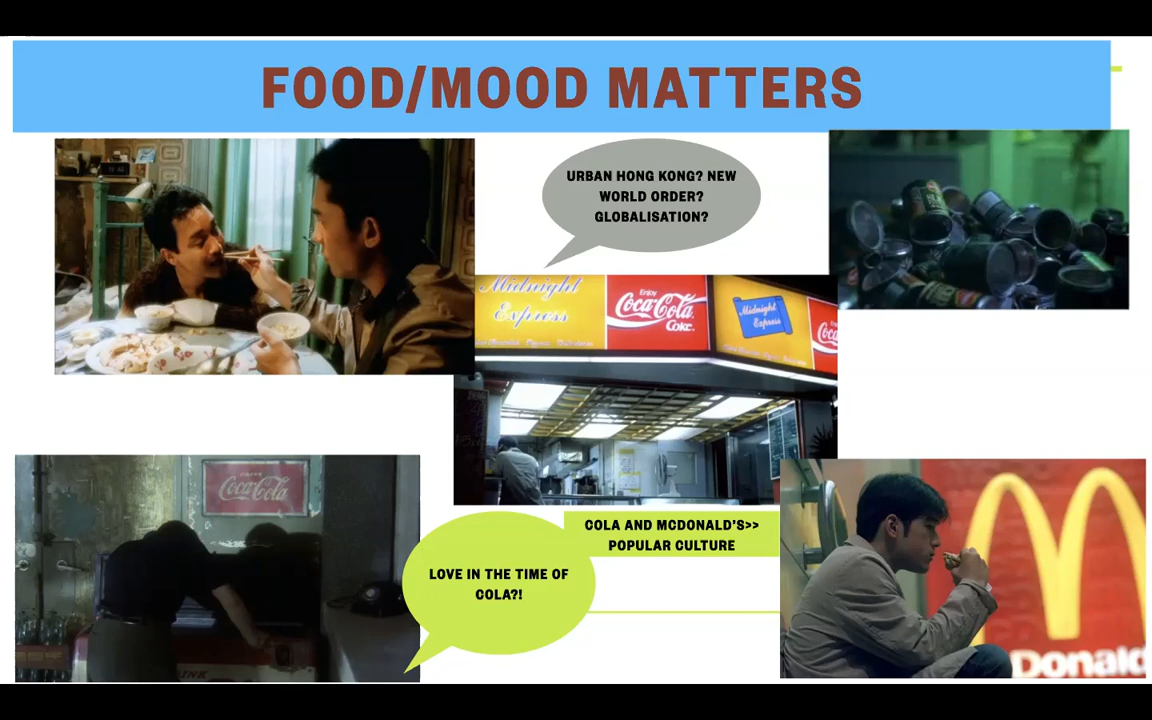 FOOD/MOOD MATTERS
URBAN HONG KONG? NEW
WORLD ORDER?
GLOBALISATION?
Midnight
Express
Enjoy
Coca-Cola
Coke.
Midnight
Express
Coca
Coca-Cola
COLA AND MCDONALD'S>>
POPULAR CULTURE
LOVE IN THE TIME OF
COLA?!
Donald